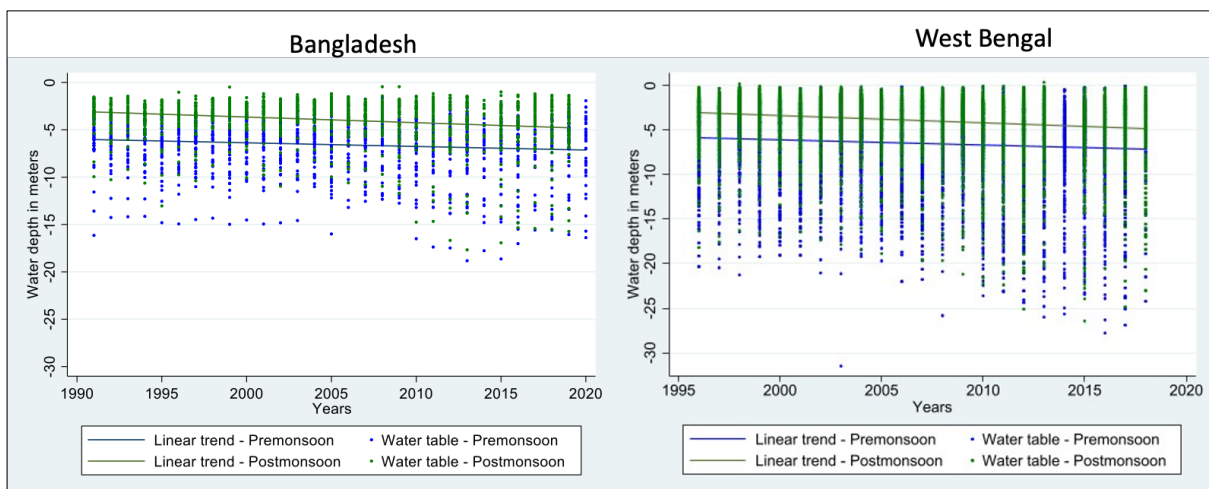 Bangladesh
West Bengal
Water depth in meters
0
-5
-10
-15
-20
-25
-30
1990 1995 2000 2005 2010 2015 2020
Years
Linear trend - Premonsoon Water table - Premonsoon
Linear trend - Postmonsoon Water table - Postmonsoon
Water depth in meters
0
-5
-10
-15
-20
-25
-30
1995 2000 2005 2010 2015 2020
Years
Linear trend - Premonsoon Water table - Premonsoon
Linear trend - Postmonsoon Water table - Postmonsoon